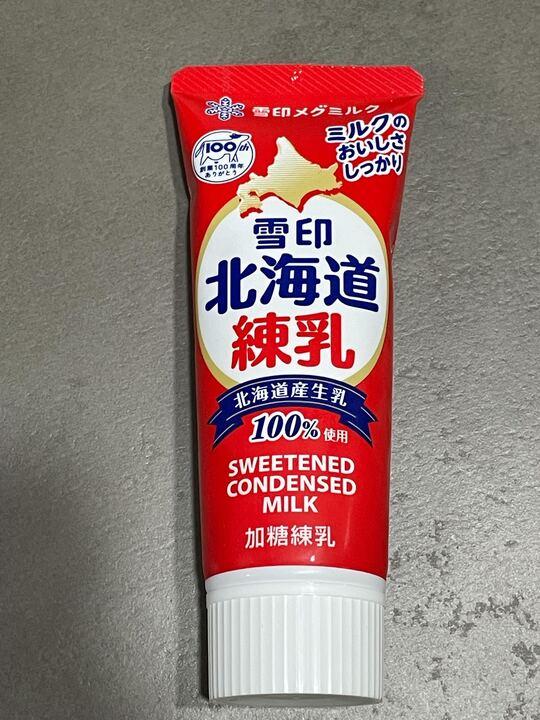 雪印メグミルク
100th
創業100周年
ありがとう
ミルクの
おいしさ
しっかり
雪印
北海道
練乳
北海道産生乳
100%使用
SWEETENED
CONDENSED
MILK
加糖練乳